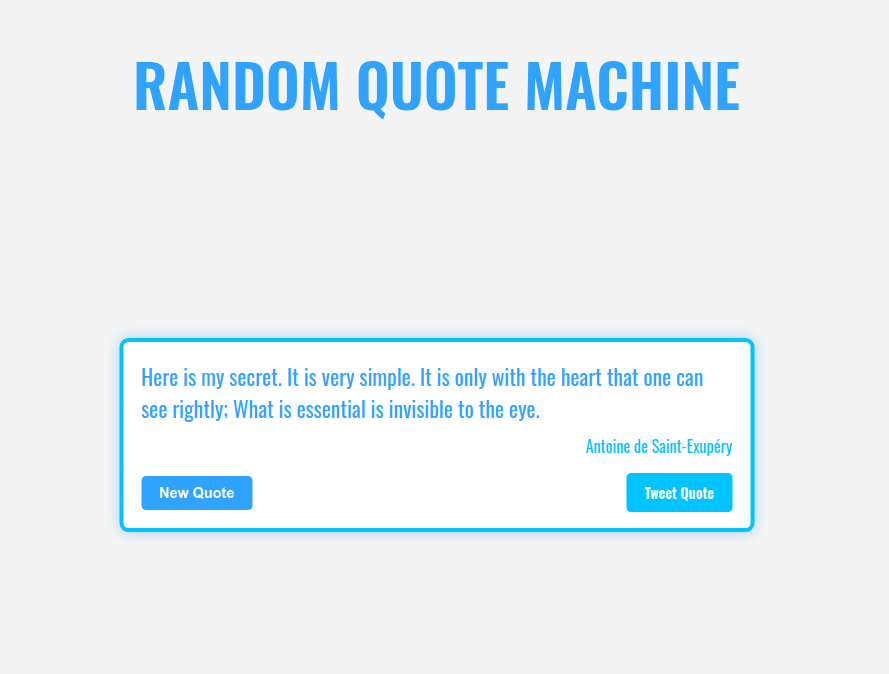 RANDOM QUOTE MACHINE
Here is my secret. It is very simple. It is only with the heart that one can
see rightly; What is essential is invisible to the eye.
Antoine de Saint-Exupéry
New Quote
Tweet Quote